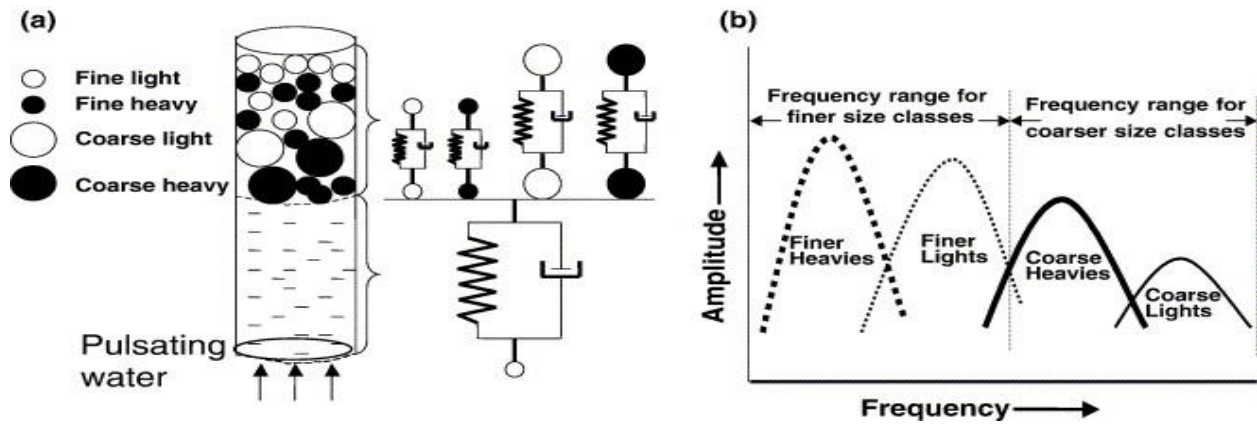 (a)
Fine light
Fine heavy
Coarse light
Coarse heavy
Pulsating
water
(b)
Frequency range for
finer size classes
Frequency range for
coarser size classes
Amplitude
Finer
Heavies
Finer
Lights
Coarse
Heavies
Coarse
Lights
Frequency